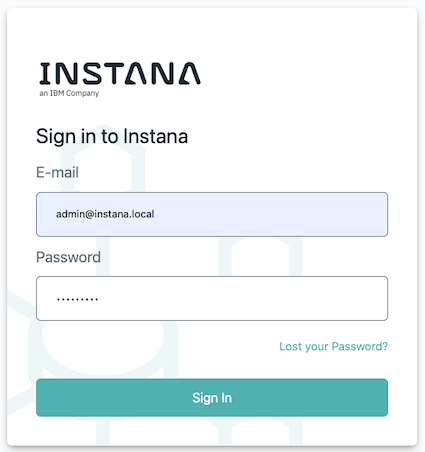 INSTANA
an IBM Company
Sign in to Instana
E-mail
admin@instana.local
Password
•••••••••
Lost your Password?
Sign In